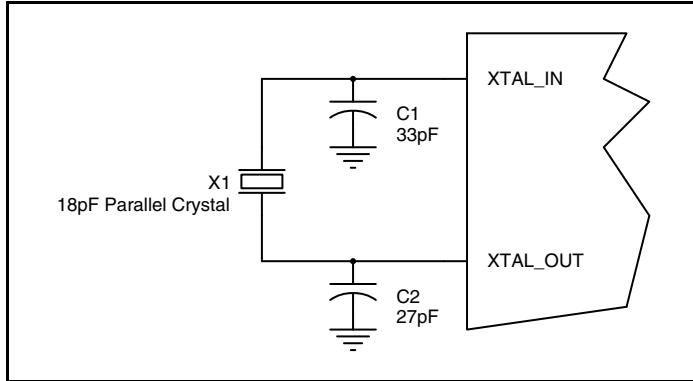 XTAL_IN
C1
33pF
X1
18pF Parallel Crystal
XTAL_OUT
C2
27pF